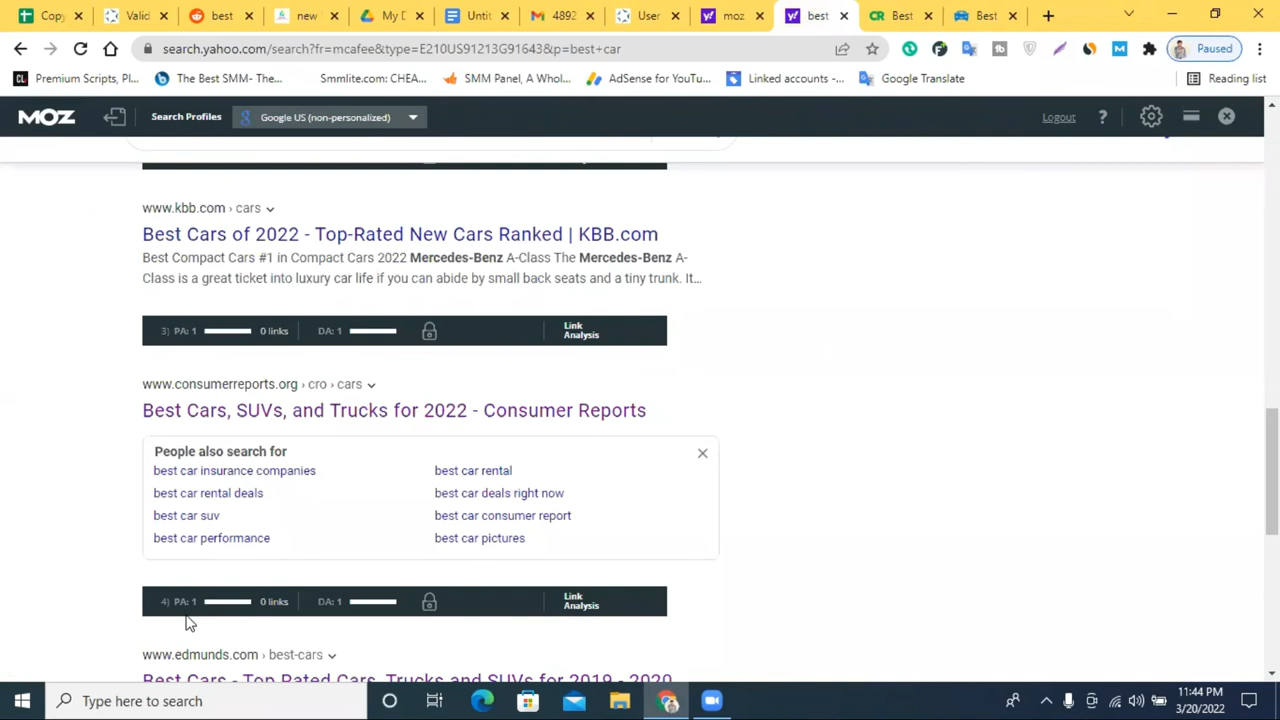 Copy
Valid
best
new
My D
Untit
4892
User
moz
best
Best
Best
search.yahoo.com/search?fr=mcafee&type=E210US91213G91643&p=best+car
Paused
Premium Scripts, Pl...
The Best SMM- The...
Smmlite.com: CHEA...
SMM Panel, A Whol...
AdSense for YouTu...
Linked accounts -...
Google Translate
Reading list
MOZ
Search Profiles
Google US (non-personalized)
Logout
?
www.kbb.com › cars
Best Cars of 2022 - Top-Rated New Cars Ranked | KBB.com
Best Compact Cars #1 in Compact Cars 2022 Mercedes-Benz A-Class The Mercedes-Benz A-
Class is a great ticket into luxury car life if you can abide by small back seats and a tiny trunk. It...
3) PA: 1 0 links DA: 1 Link
Analysis
www.consumerreports.org › cro › cars
Best Cars, SUVs, and Trucks for 2022 - Consumer Reports
People also search for
best car insurance companies
best car rental
best car rental deals
best car deals right now
best car suv
best car consumer report
best car performance
best car pictures
4) PA: 1 0 links DA: 1 Link
Analysis
www.edmunds.com › best-cars
Best Cars - Top Rated Cars, Trucks and SUVs for 2019 - 2020
Type here to search
11:44 PM
3/20/2022